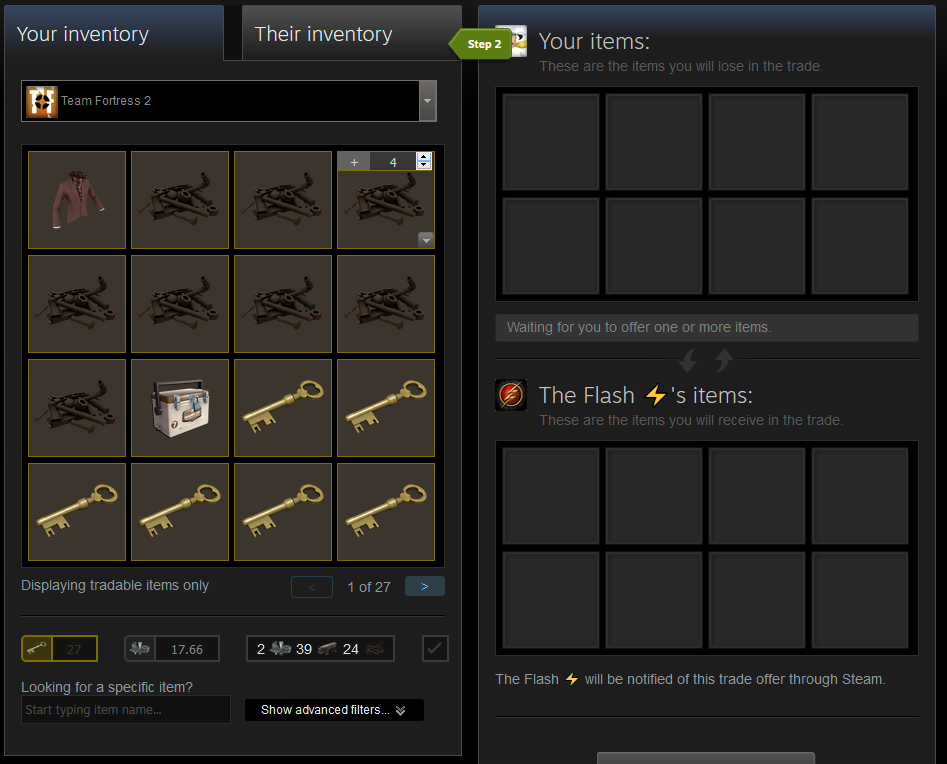 Your inventory
Their inventory
Team Fortress 2
+ 4
Displaying tradable items only
< 1 of 27 >
27 17.66 2 39 24
Looking for a specific item?
Start typing item name...
Show advanced filters...
Step 2
Your items:
These are the items you will lose in the trade.
Waiting for you to offer one or more items.
The Flash ⚡'s items:
These are the items you will receive in the trade.
The Flash ⚡ will be notified of this trade offer through Steam.